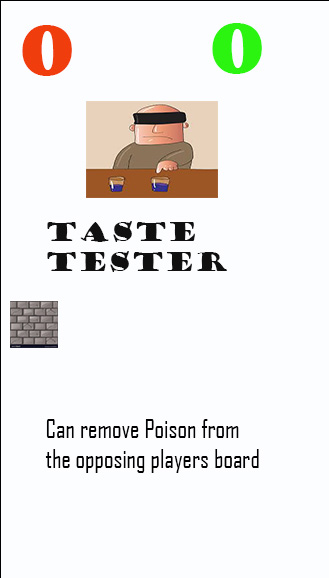 0 0
TASTE
TESTER
Can remove Poison from
the opposing players board